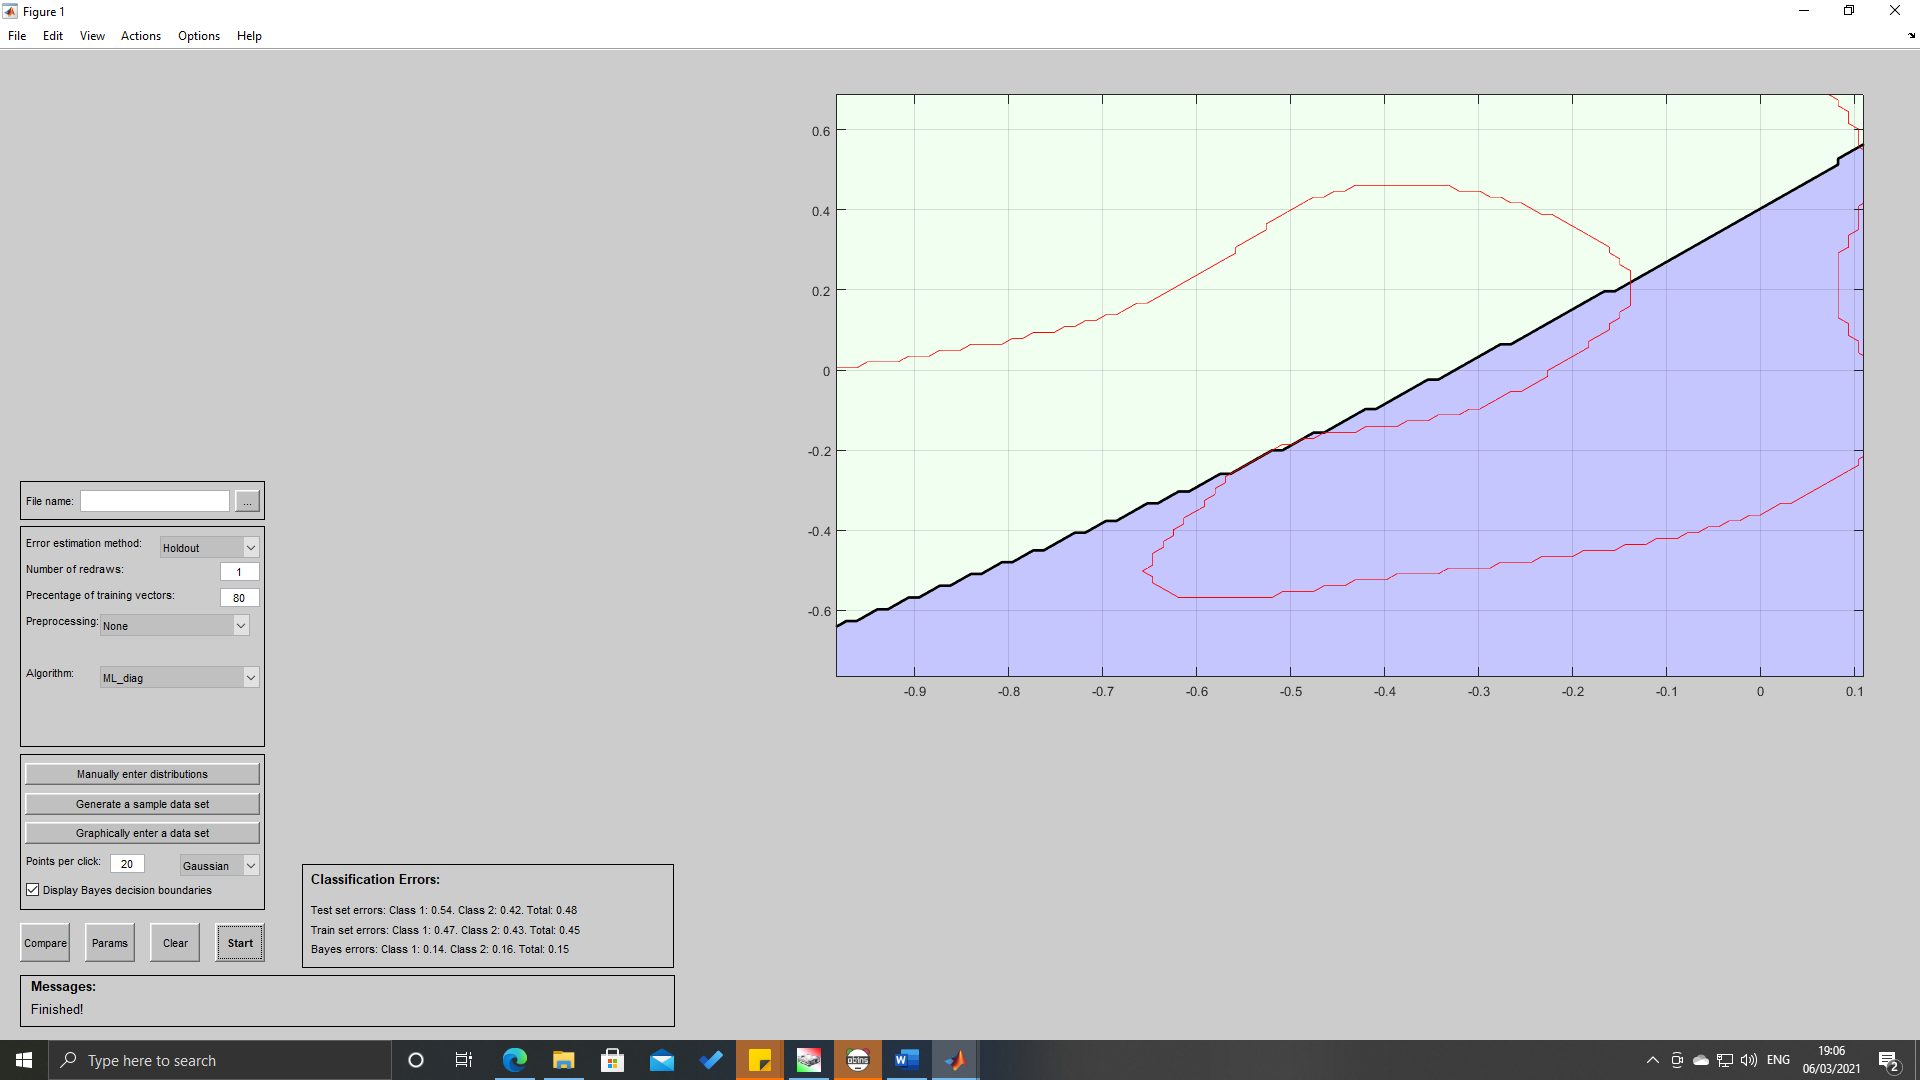 Figure 1
File Edit View Actions Options Help
0.6
0.4
0.2
0
-0.2
-0.4
-0.6
-0.9 -0.8 -0.7 -0.6 -0.5 -0.4 -0.3 -0.2 -0.1 0 0.1
File name: ...
Error estimation method: Holdout
Number of redraws: 1
Precentage of training vectors: 80
Preprocessing: None
Algorithm: ML_diag
Manually enter distributions
Generate a sample data set
Graphically enter a data set
Points per click: 20 Gaussian
Display Bayes decision boundaries
Compare Params Clear Start
Classification Errors:
Test set errors: Class 1: 0.54. Class 2: 0.42. Total: 0.48
Train set errors: Class 1: 0.47. Class 2: 0.43. Total: 0.45
Bayes errors: Class 1: 0.14. Class 2: 0.16. Total: 0.15
Messages:
Finished!
Type here to search
ENG
19:06
06/03/2021
2